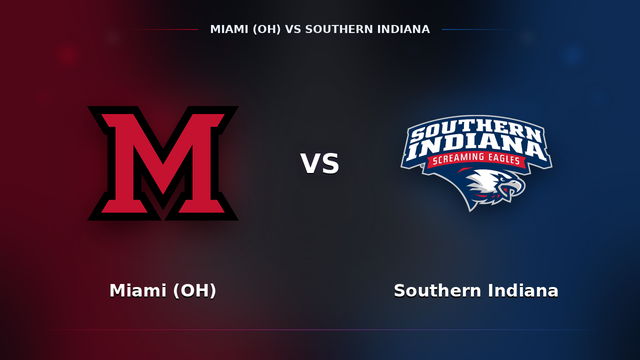 MIAMI (OH) VS SOUTHERN INDIANA
M
VS
SOUTHERN
INDIANA
SCREAMING EAGLES
Miami (OH)
Southern Indiana